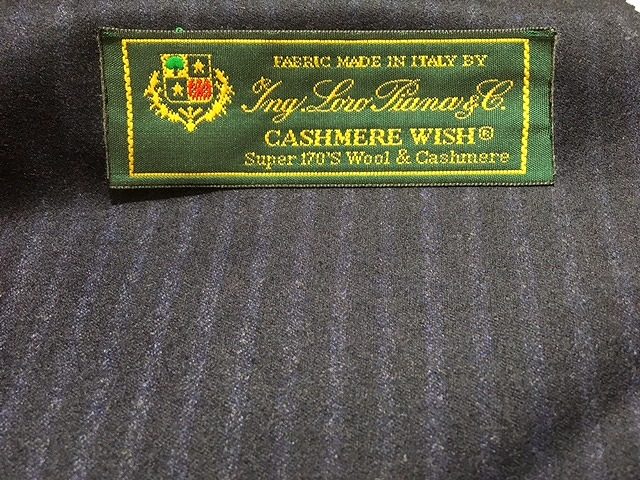 FABRIC MADE IN ITALY BY
Ing. Loro Piana & C.
CASHMERE WISH®
Super 170'S Wool & Cashmere